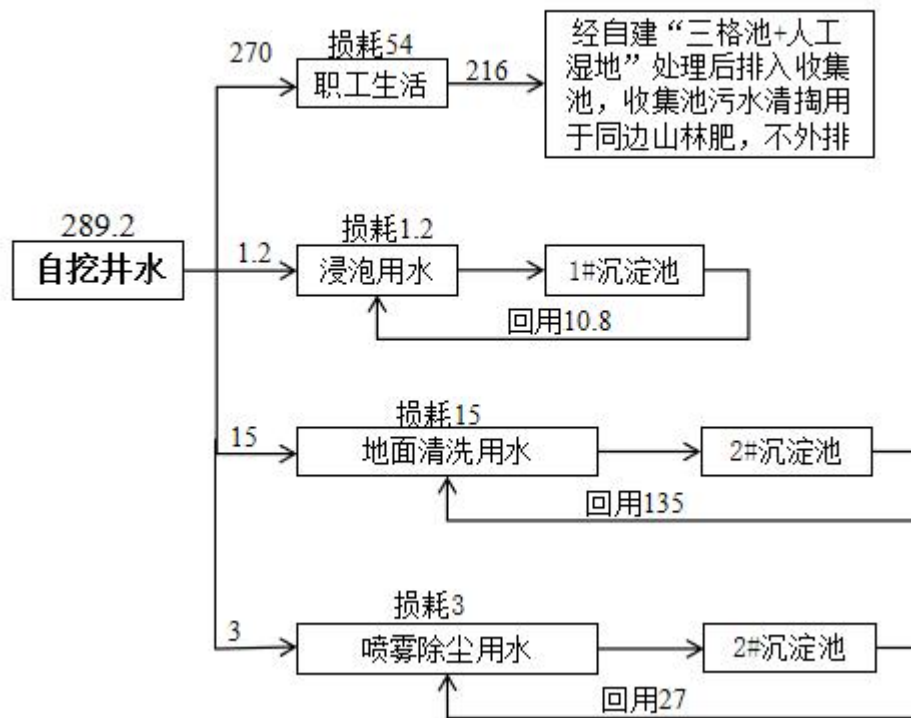 270
损耗54
职工生活
216
经自建“三格池+人工
湿地”处理后排入收集
池，收集池污水清掏用
于同边山林肥，不外排
289.2
自挖井水
1.2
损耗1.2
浸泡用水
1#沉淀池
回用10.8
15
损耗15
地面清洗用水
2#沉淀池
回用135
3
损耗3
喷雾除尘用水
2#沉淀池
回用27